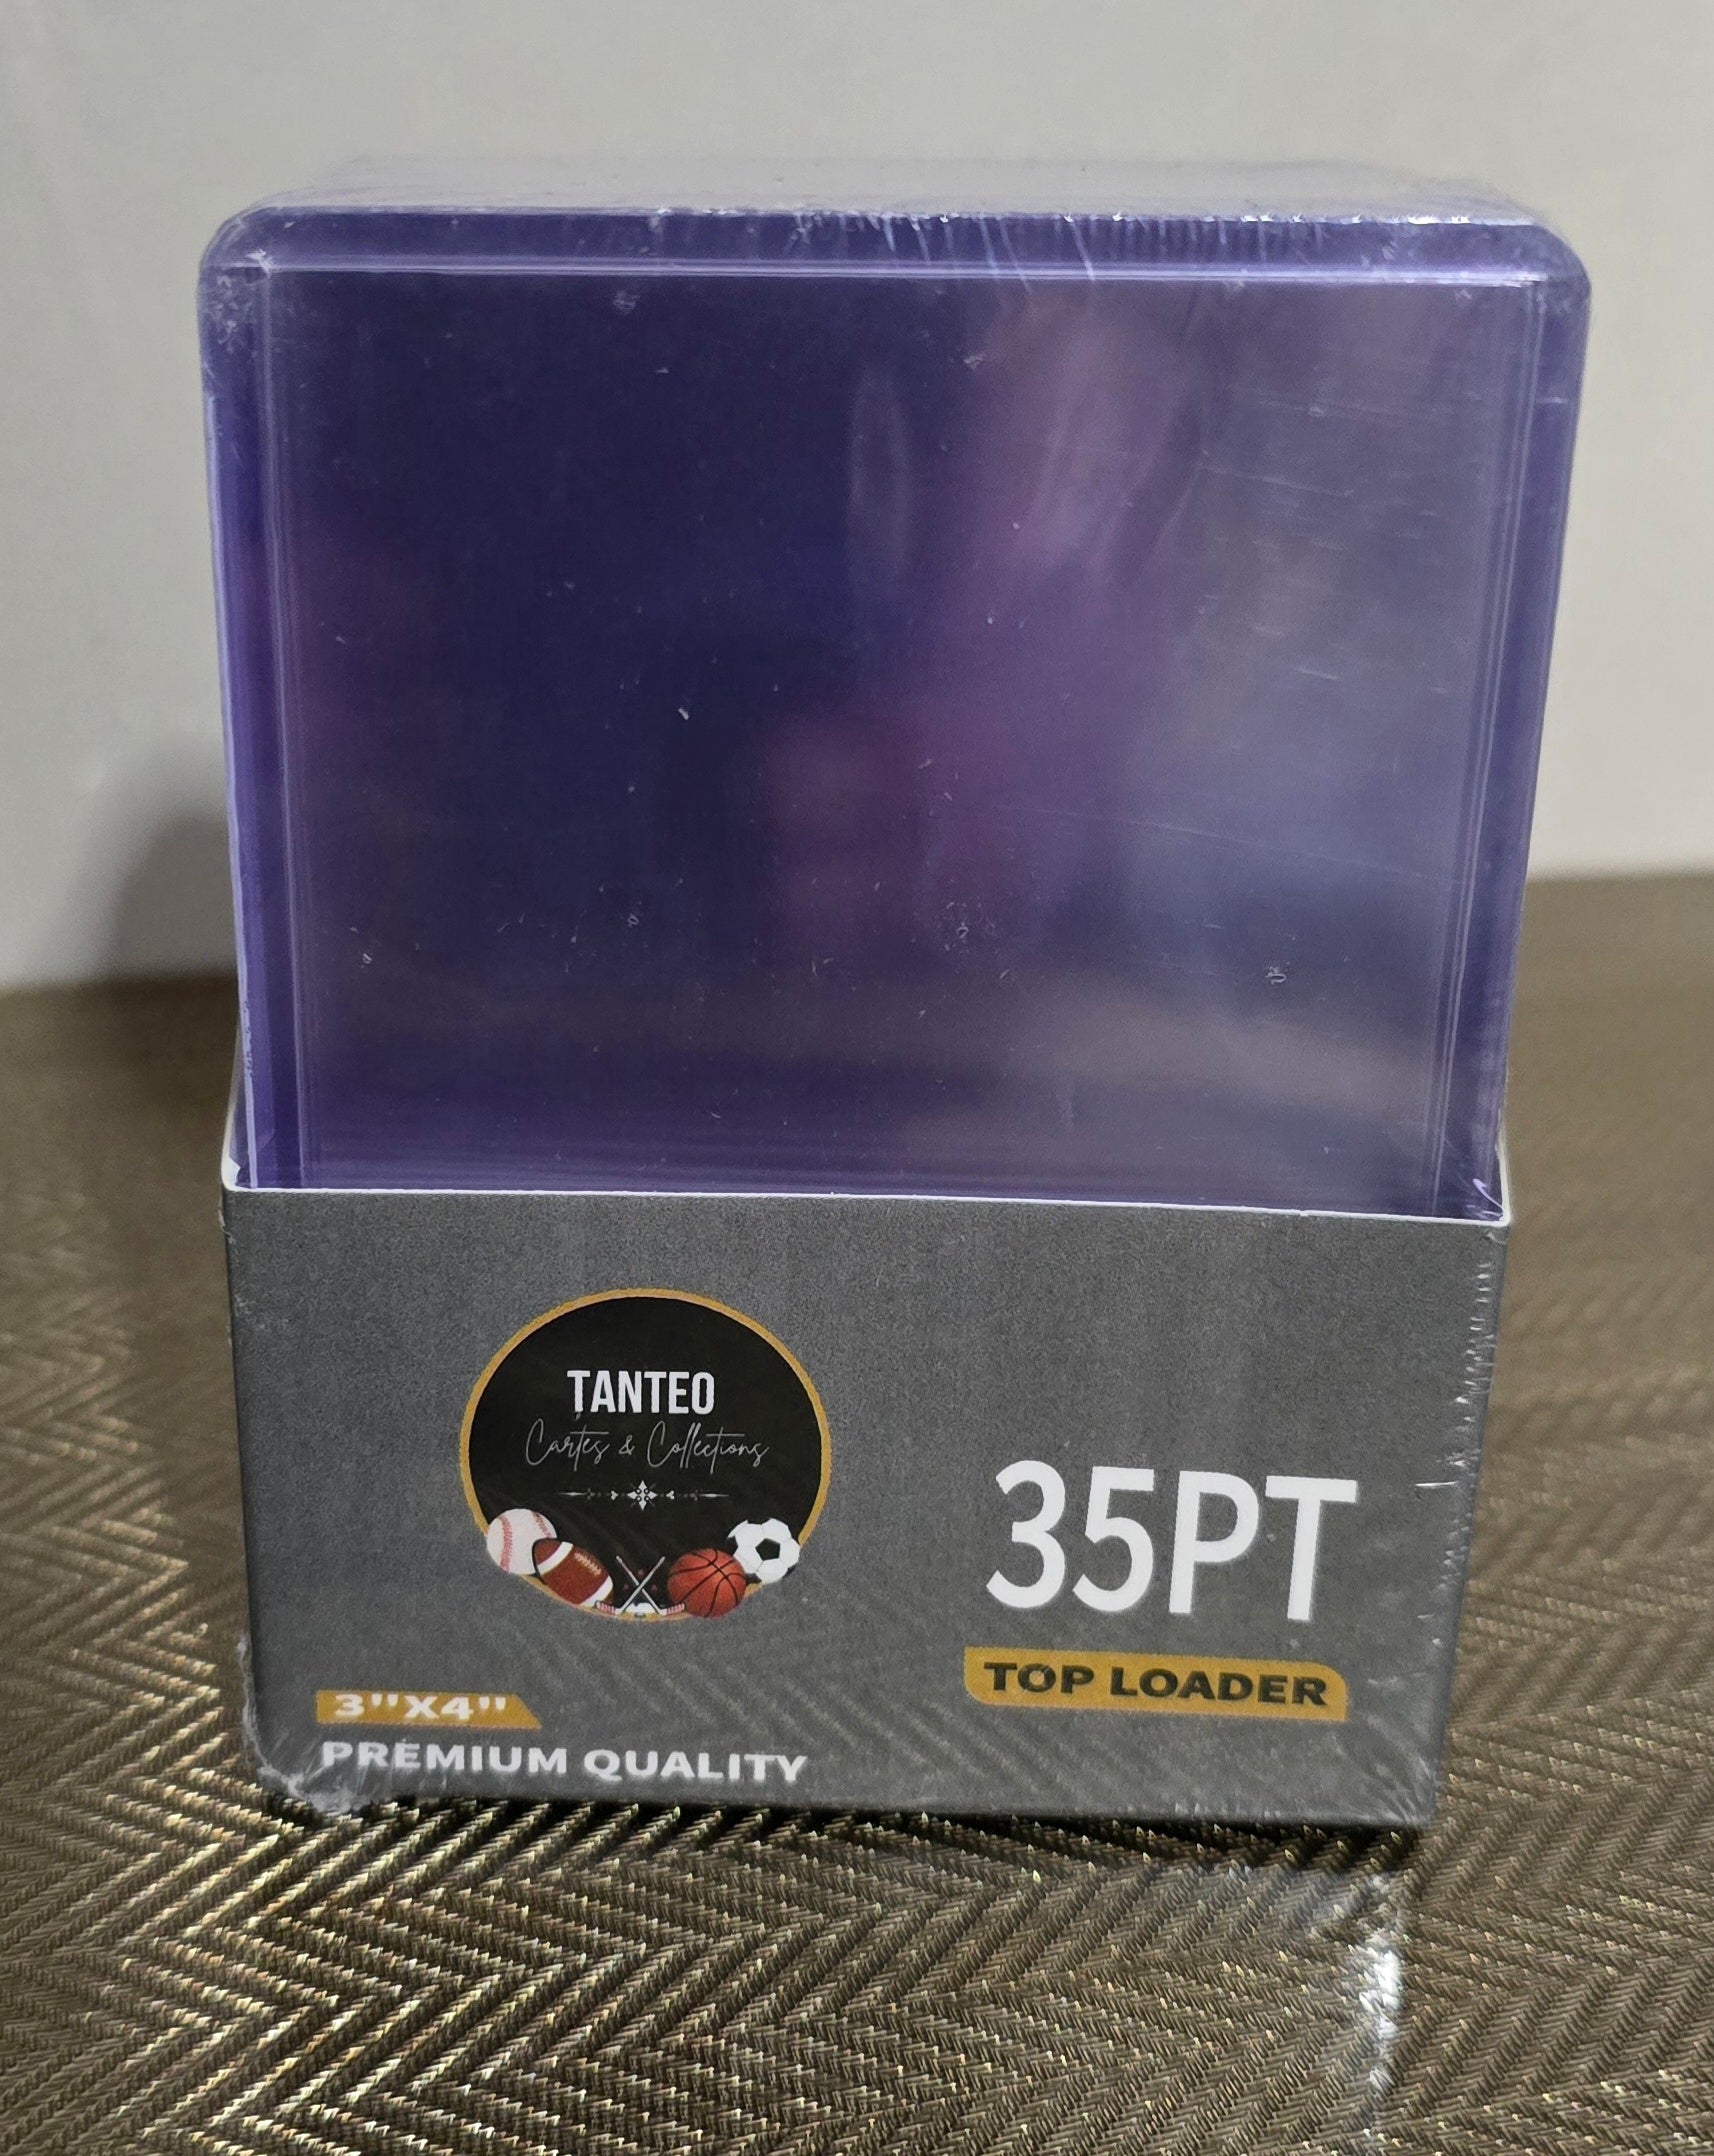 TANTEO
Cartes & Collections
35PT
TOP LOADER
3"X4"
PREMIUM QUALITY